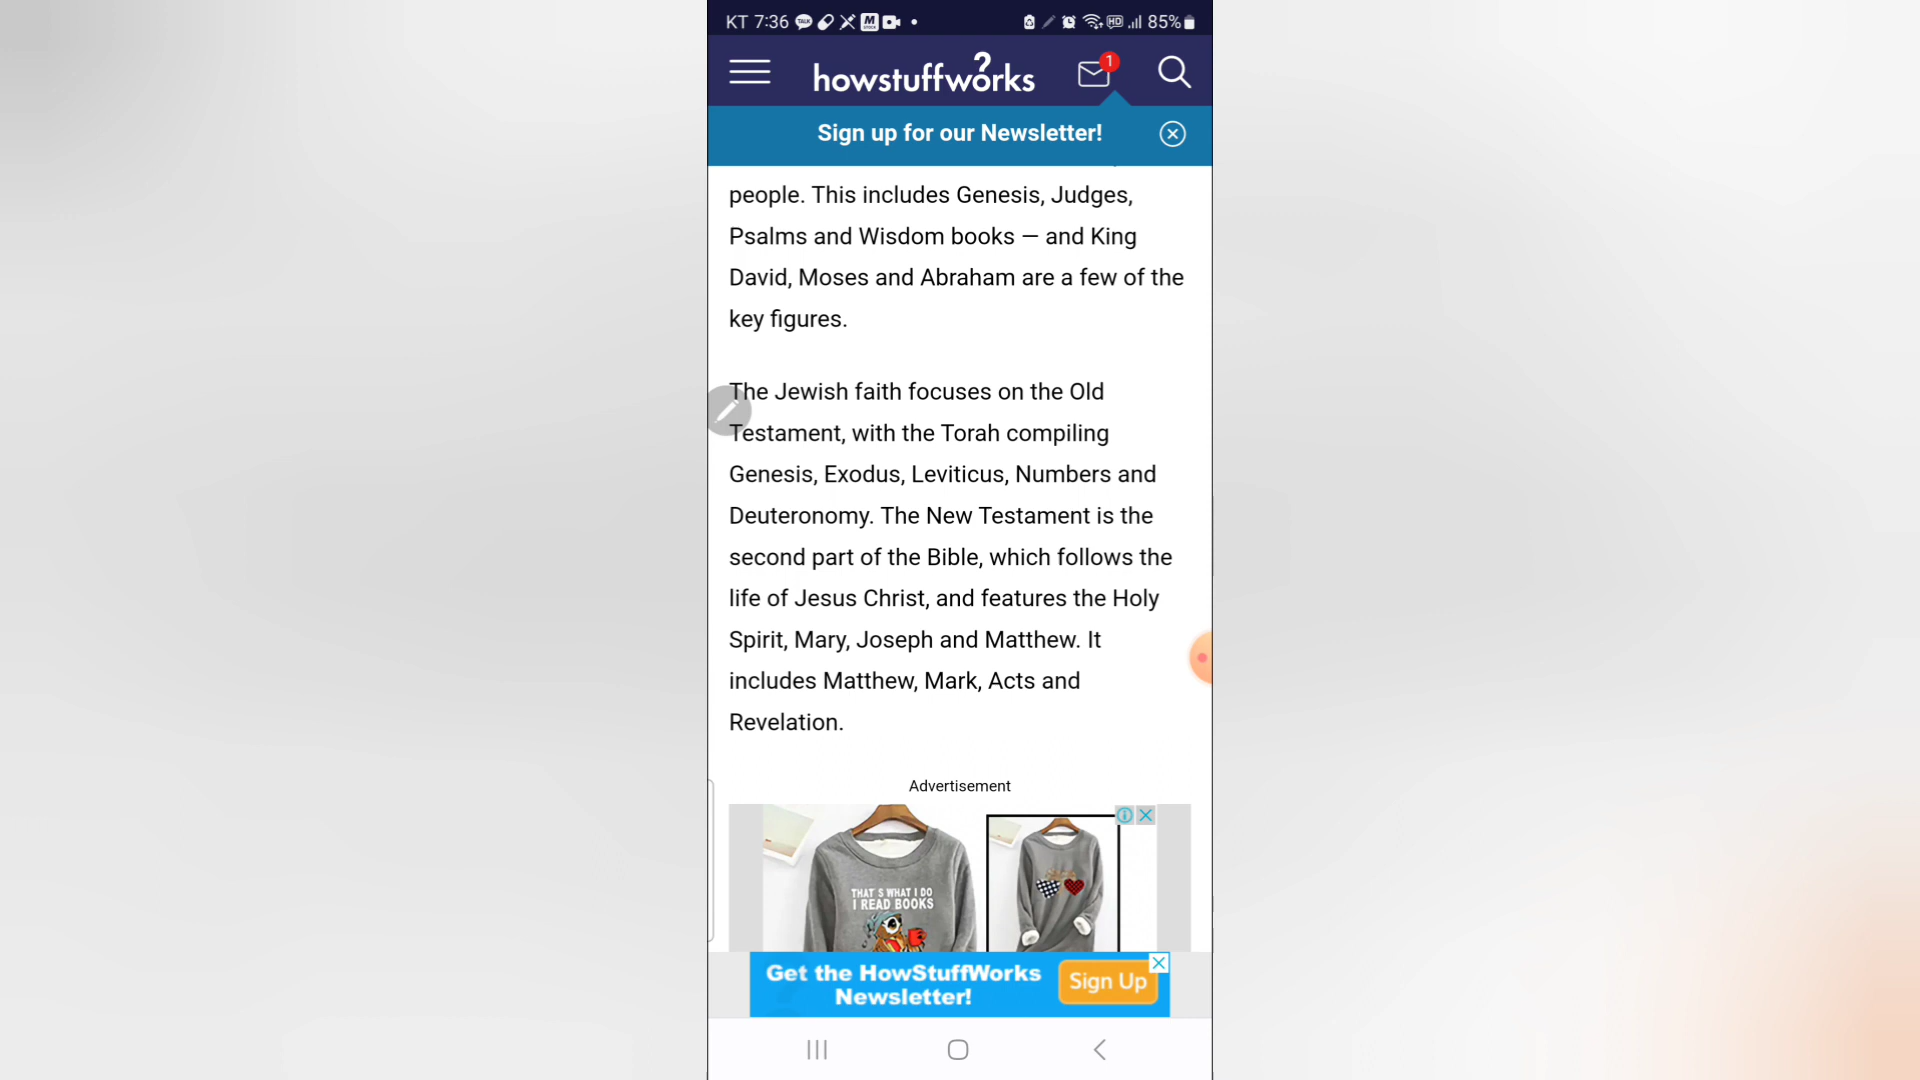 KT 7:36 85%
howstuffworks 1
Sign up for our Newsletter!
people. This includes Genesis, Judges,
Psalms and Wisdom books — and King
David, Moses and Abraham are a few of the
key figures.
The Jewish faith focuses on the Old
Testament, with the Torah compiling
Genesis, Exodus, Leviticus, Numbers and
Deuteronomy. The New Testament is the
second part of the Bible, which follows the
life of Jesus Christ, and features the Holy
Spirit, Mary, Joseph and Matthew. It
includes Matthew, Mark, Acts and
Revelation.
Advertisement
THAT'S WHAT I DO
I READ BOOKS
Get the HowStuffWorks
Newsletter!
Sign Up